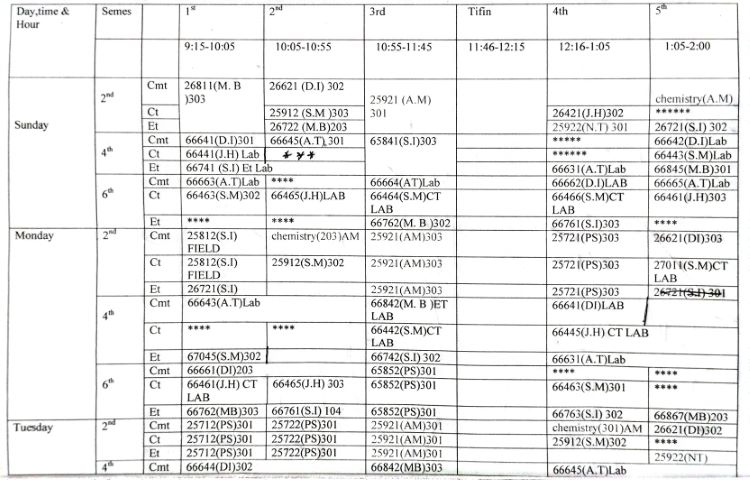 Day,time & Hour Semes 1st 2nd 3rd Tifin 4th 5th
9:15-10:05 10:05-10:55 10:55-11:45 11:46-12:15 12:16-1:05 1:05-2:00
Sunday 2nd Cmt 26811(M. B )303 26621 (D.I) 302 25921 (A.M) 301 chemistry(A.M)
Ct 25912 (S.M )303 26421(J.H)302 ******
Et 26722 (M.B)203 25922(N.T) 301 26721(S.I) 302
4th Cmt 66641(D.I)301 66645(A.T) 301 65841(S.I)303 ***** 66642(D.I)Lab
Ct 66441(J.H) Lab *** ****** 66443(S.M)Lab
Et 66741 (S.I) Et Lab 66631(A.T)Lab 66845(M.B)301
6th Cmt 66663(A.T)Lab **** 66664(AT)Lab 66662(D.I)LAB 66665(A.T)Lab
Ct 66463(S.M)302 66465(J.H)LAB 66464(S.M)CT LAB 66466(S.M)CT LAB 66461(J.H)303
Et **** **** 66762(M. B )302 66761(S.I)303 ****
Monday 2nd Cmt 25812(S.I) FIELD chemistry(203)AM 25921(AM)303 25721(PS)303 26621(DI)303
Ct 25812(S.I) FIELD 25912(S.M)302 25921(AM)303 25721(PS)303 27011(S.M)CT LAB
Et 26721(S.I) 25921(AM)303 25721(PS)303 26721(S.I) 301
4th Cmt 66643(A.T)Lab 66842(M. B )ET LAB 66641(DI)LAB
Ct **** **** 66442(S.M)CT LAB 66445(J.H) CT LAB
Et 67045(S.M)302 66742(S.I) 302 66631(A.T)Lab
6th Cmt 66661(DI)203 65852(PS)301 **** ****
Ct 66461(J.H) CT LAB 66465(J.H) 303 65852(PS)301 66463(S.M)301 ****
Et 66762(MB)303 66761(S.I) 104 65852(PS)301 66763(S.I) 302 66867(MB)203
Tuesday 2nd Cmt 25712(PS)301 25722(PS)301 25921(AM)301 chemistry(301)AM 26621(DI)302
Ct 25712(PS)301 25722(PS)301 25921(AM)301 25912(S.M)302 ****
Et 25712(PS)301 25722(PS)301 25921(AM)301 25922(NT)
4th Cmt 66644(DI)302 66842(MB)303 66645(A.T)Lab